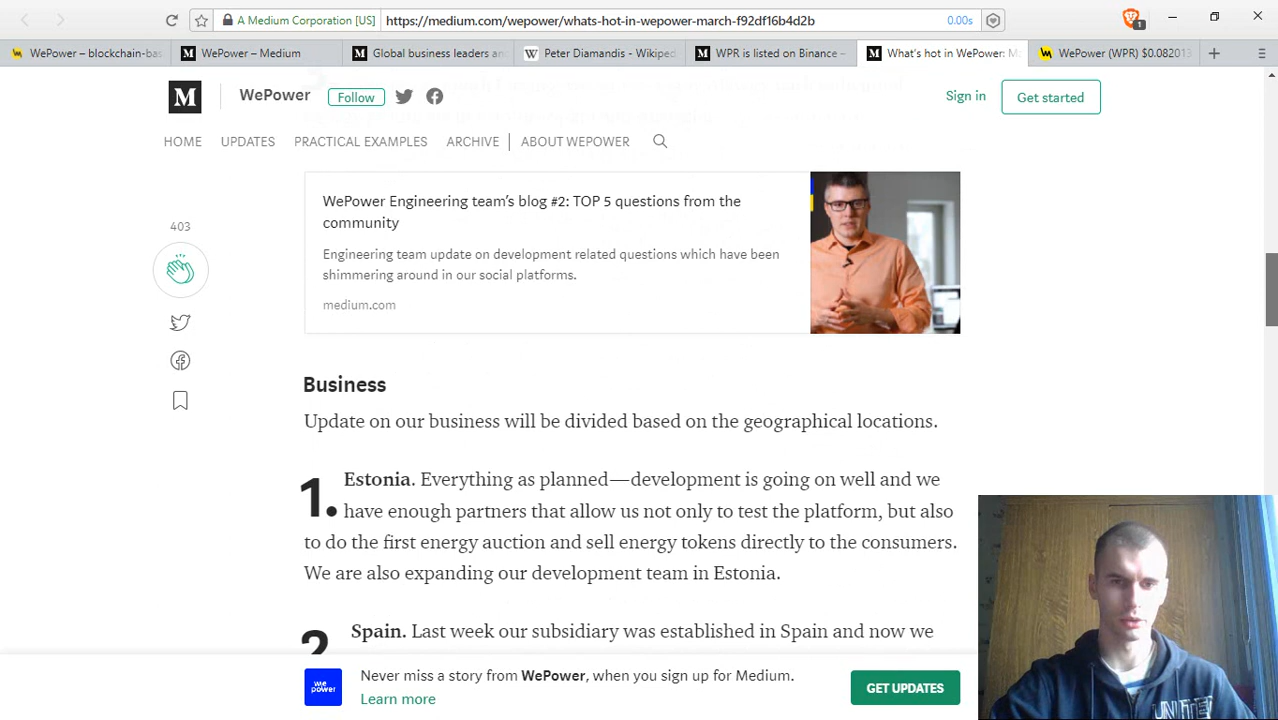 A Medium Corporation [US]
https://medium.com/wepower/whats-hot-in-wepower-march-f92df16b4d2b
0.00s
1
WePower – blockchain-bas
WePower – Medium
Global business leaders an
Peter Diamandis - Wikiped
WPR is listed on Binance –
What's hot in WePower: Ma
WePower (WPR) $0.082013
M
WePower
Follow
Sign in
Get started
HOME
UPDATES
PRACTICAL EXAMPLES
ARCHIVE
ABOUT WEPOWER
403
WePower Engineering team's blog #2: TOP 5 questions from the
community
Engineering team update on development related questions which have been
shimmering around in our social platforms.
medium.com
Business
Update on our business will be divided based on the geographical locations.
1. Estonia. Everything as planned—development is going on well and we
have enough partners that allow us not only to test the platform, but also
to do the first energy auction and sell energy tokens directly to the consumers.
We are also expanding our development team in Estonia.
2 Spain. Last week our subsidiary was established in Spain and now we
we
power
Never miss a story from WePower, when you sign up for Medium.
Learn more
GET UPDATES
UNITED